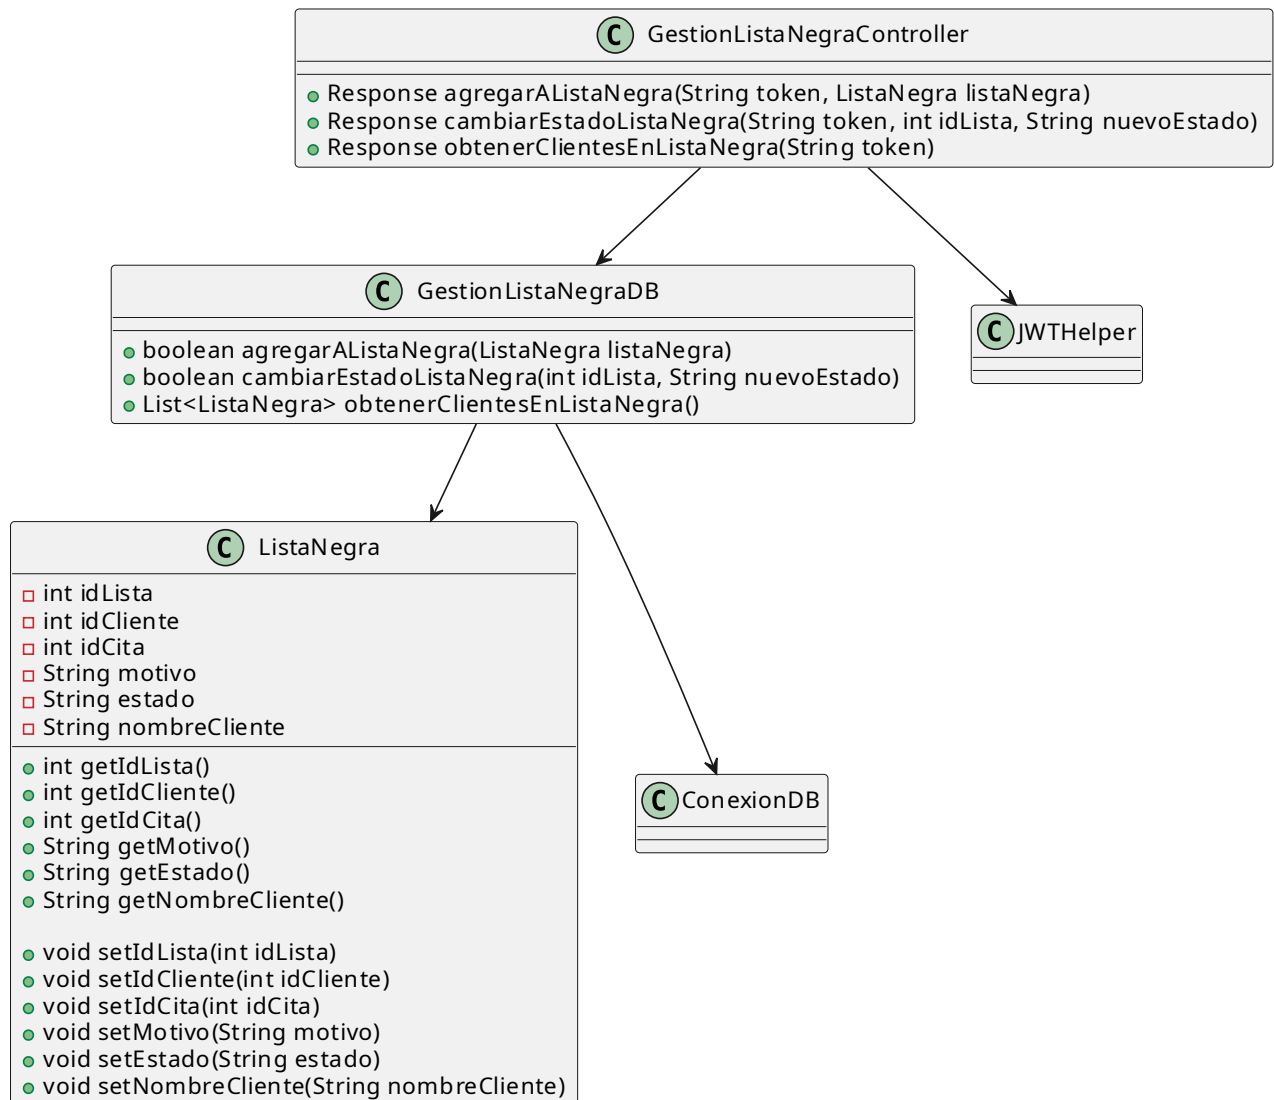 C GestionListaNegraController
Response agregarAListaNegra(String token, ListaNegra listaNegra)
Response cambiarEstadoListaNegra(String token, int idLista, String nuevoEstado)
Response obtenerClientesEnListaNegra(String token)
C GestionListaNegraDB
boolean agregarAListaNegra(ListaNegra listaNegra)
boolean cambiarEstadoListaNegra(int idLista, String nuevoEstado)
List<ListaNegra> obtenerClientesEnListaNegra()
C JWTHelper
C ListaNegra
int idLista
int idCliente
int idCita
String motivo
String estado
String nombreCliente
int getIdLista()
int getIdCliente()
int getIdCita()
String getMotivo()
String getEstado()
String getNombreCliente()
void setIdLista(int idLista)
void setIdCliente(int idCliente)
void setIdCita(int idCita)
void setMotivo(String motivo)
void setEstado(String estado)
void setNombreCliente(String nombreCliente)
C ConexionDB